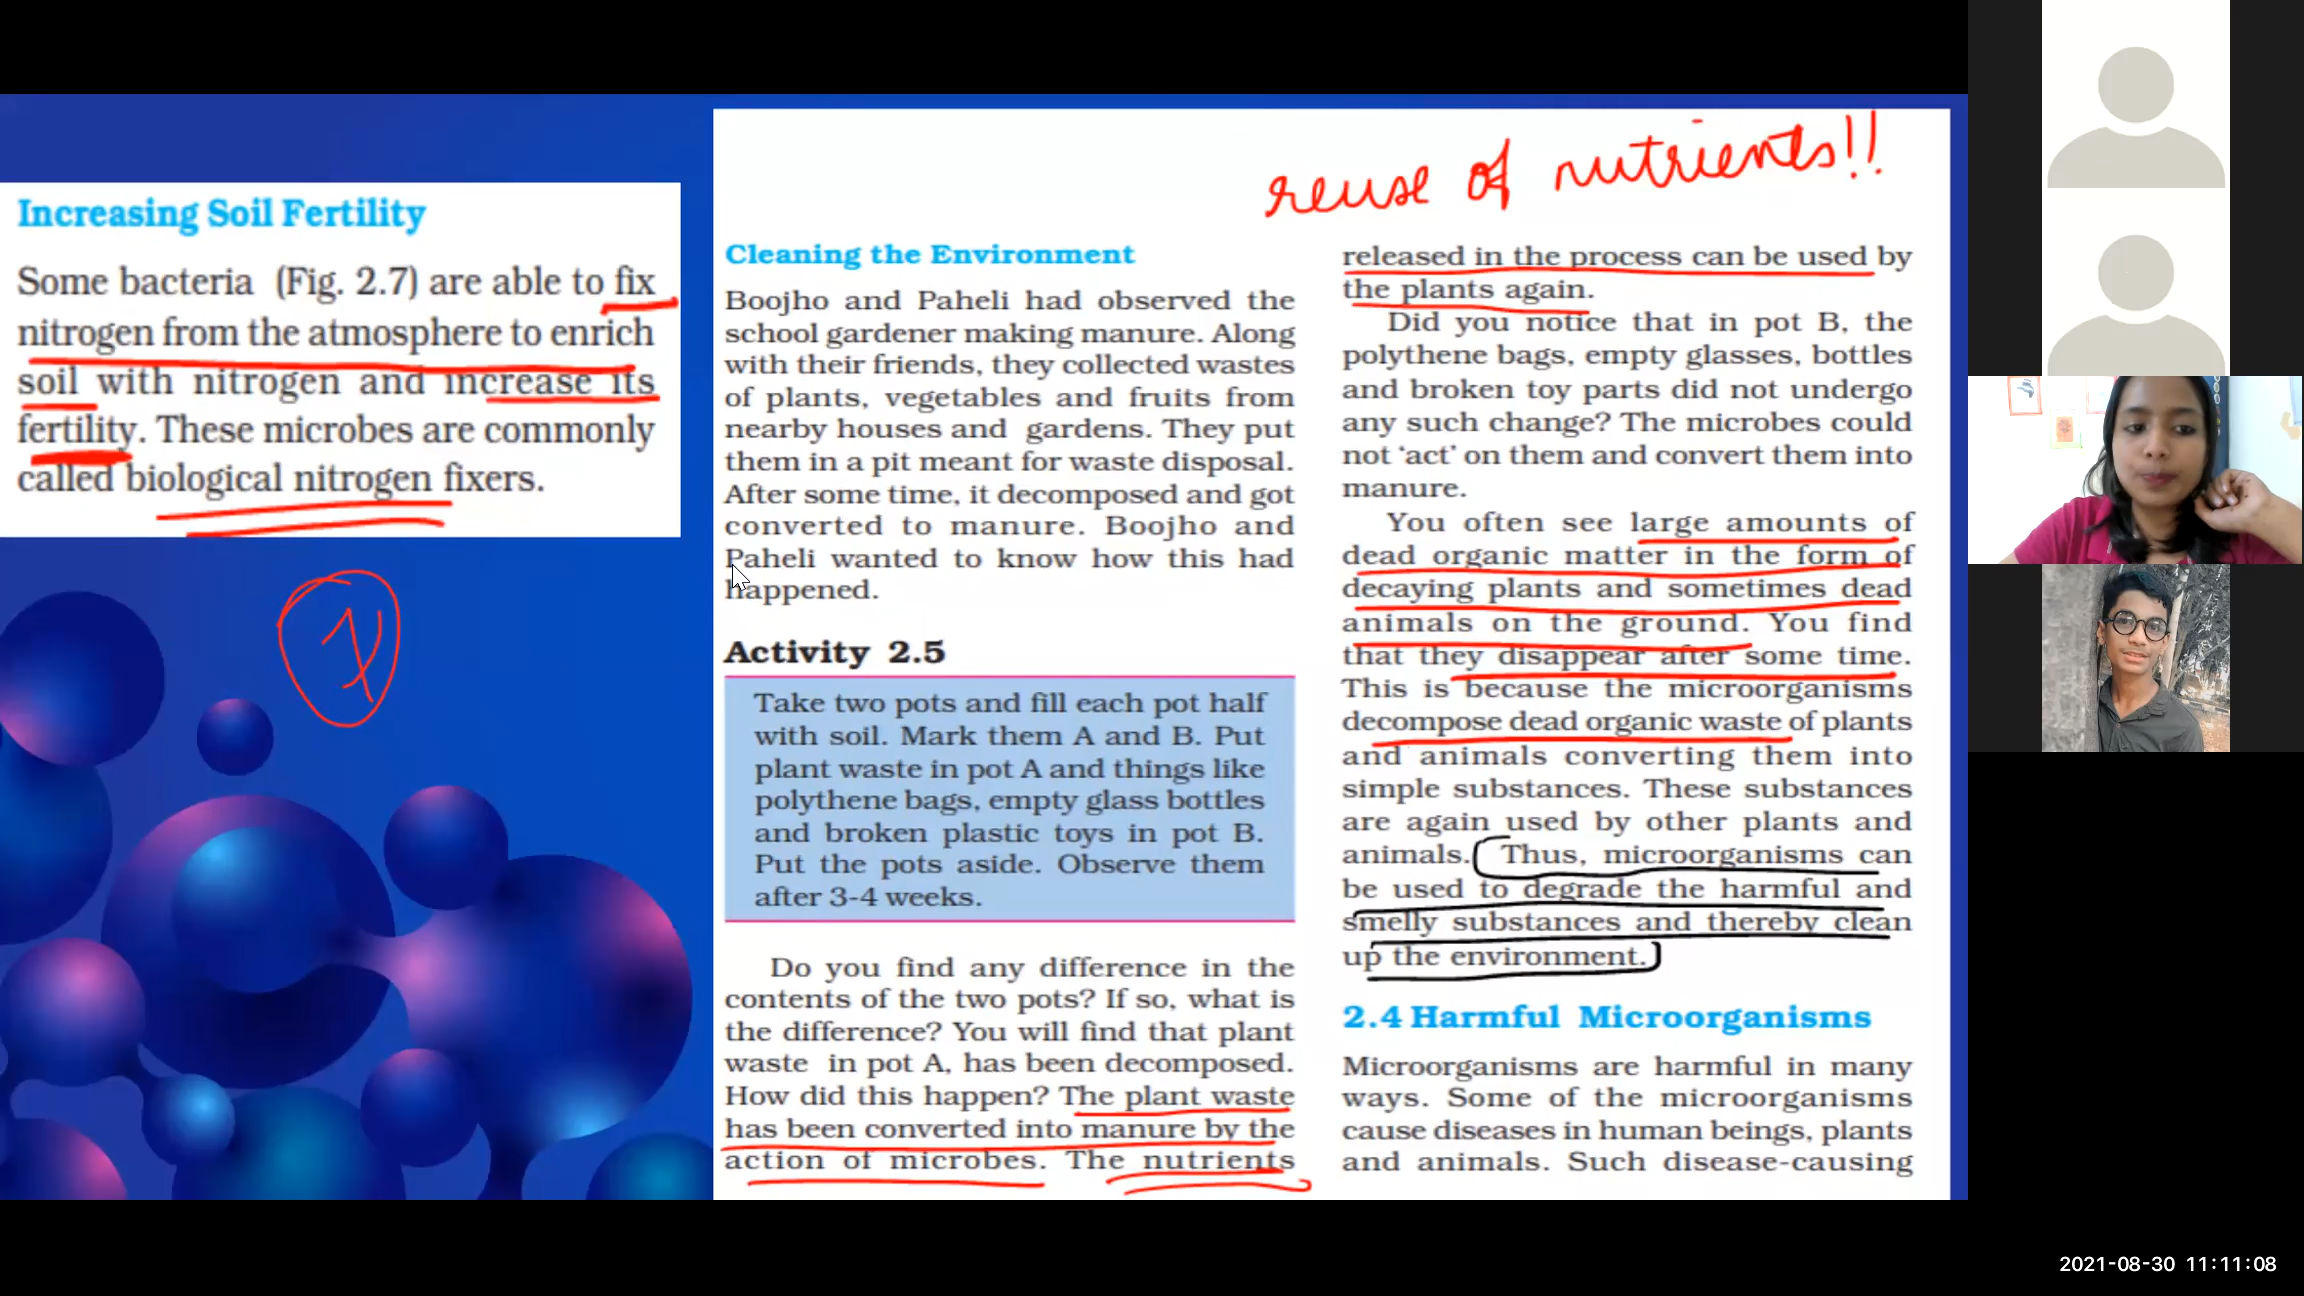 Increasing Soil Fertility
Some bacteria (Fig. 2.7) are able to fix
nitrogen from the atmosphere to enrich
soil with nitrogen and increase its
fertility. These microbes are commonly
called biological nitrogen fixers.
reuse of nutrients!!
Cleaning the Environment
Boojho and Paheli had observed the
school gardener making manure. Along
with their friends, they collected wastes
of plants, vegetables and fruits from
nearby houses and gardens. They put
them in a pit meant for waste disposal.
After some time, it decomposed and got
converted to manure. Boojho and
Paheli wanted to know how this had
happened.
Activity 2.5
Take two pots and fill each pot half
with soil. Mark them A and B. Put
plant waste in pot A and things like
polythene bags, empty glass bottles
and broken plastic toys in pot B.
Put the pots aside. Observe them
after 3-4 weeks.
Do you find any difference in the
contents of the two pots? If so, what is
the difference? You will find that plant
waste in pot A, has been decomposed.
How did this happen? The plant waste
has been converted into manure by the
action of microbes. The nutrients
released in the process can be used by
the plants again.
Did you notice that in pot B, the
polythene bags, empty glasses, bottles
and broken toy parts did not undergo
any such change? The microbes could
not ‘act’ on them and convert them into
manure.
You often see large amounts of
dead organic matter in the form of
decaying plants and sometimes dead
animals on the ground. You find
that they disappear after some time.
This is because the microorganisms
decompose dead organic waste of plants
and animals converting them into
simple substances. These substances
are again used by other plants and
animals. Thus, microorganisms can
be used to degrade the harmful and
smelly substances and thereby clean
up the environment.
2.4 Harmful Microorganisms
Microorganisms are harmful in many
ways. Some of the microorganisms
cause diseases in human beings, plants
and animals. Such disease-causing
2021-08-30 11:11:08